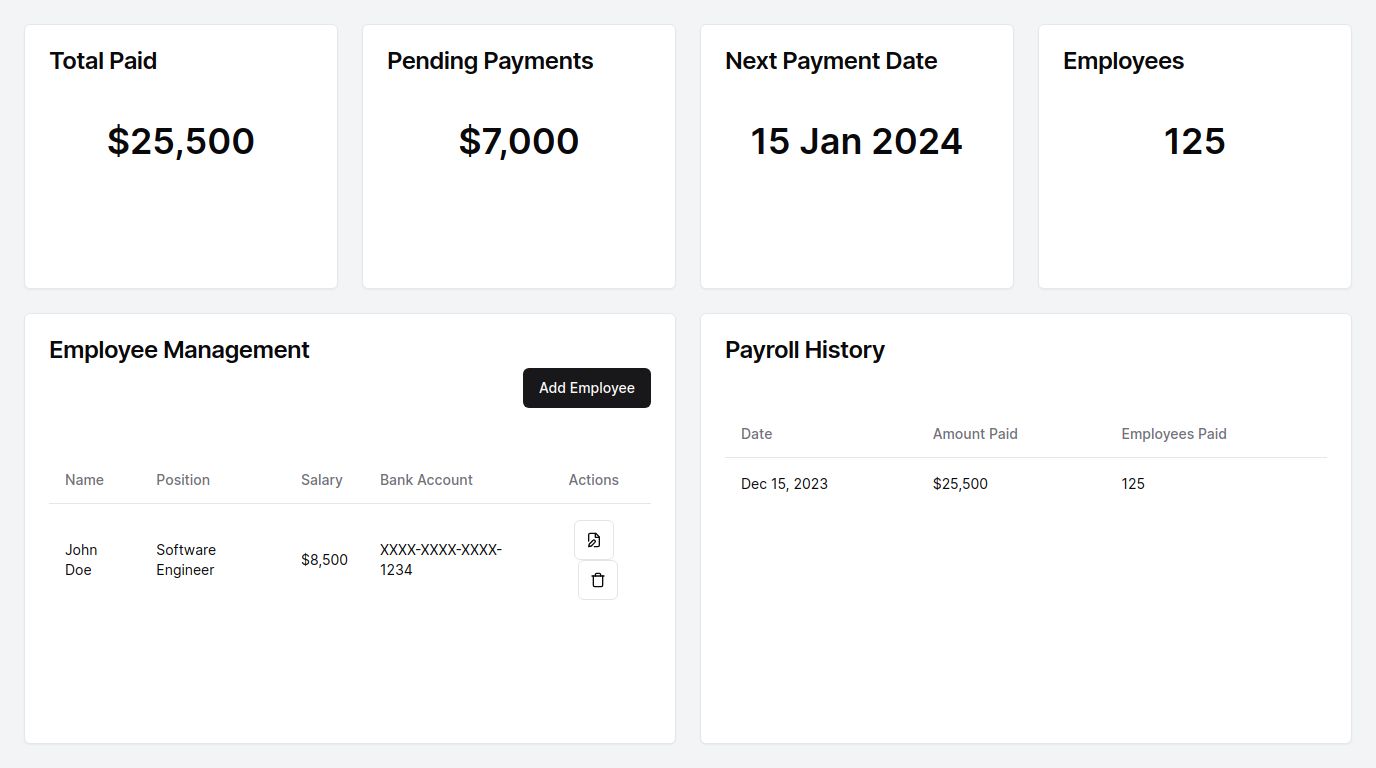 Total Paid
$25,500
Pending Payments
$7,000
Next Payment Date
15 Jan 2024
Employees
125
Employee Management
Add Employee
Name Position Salary Bank Account Actions
John Doe Software Engineer $8,500 XXXX-XXXX-XXXX-1234
Payroll History
Date Amount Paid Employees Paid
Dec 15, 2023 $25,500 125